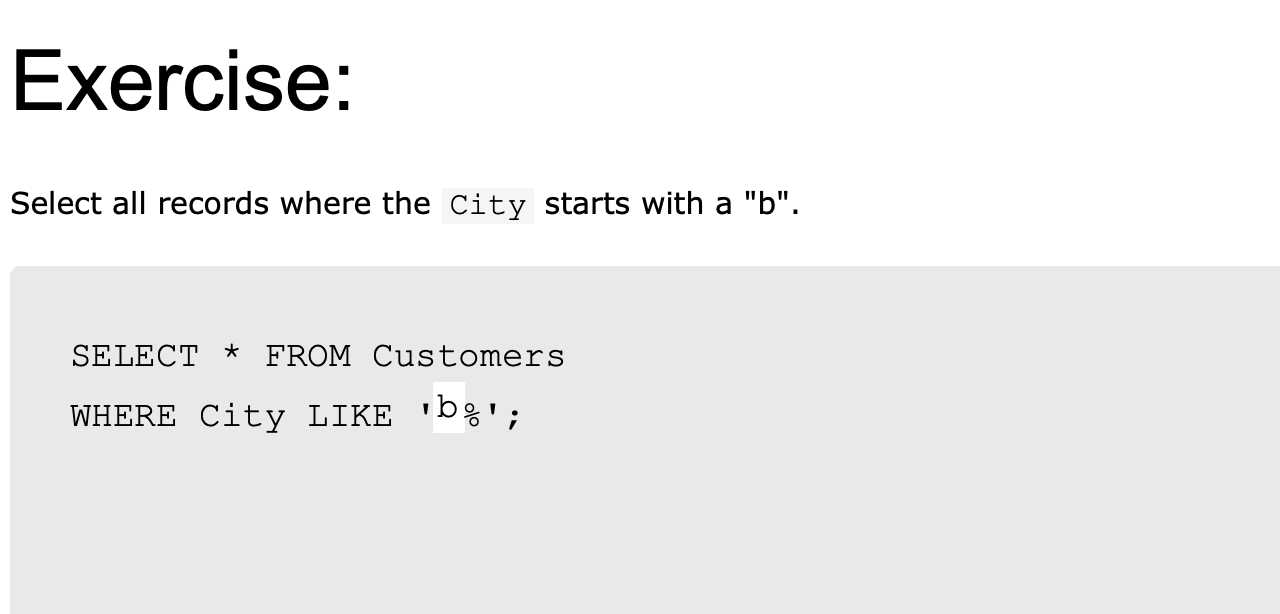 Exercise:
Select all records where the City starts with a "b".
SELECT * FROM Customers
WHERE City LIKE 'b%';